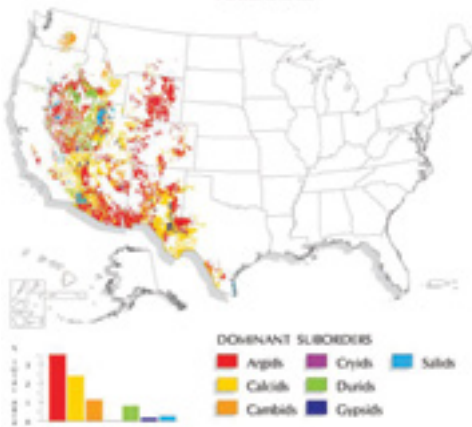 DOMINANT SUBORDERS
Argids
Cryids
Salids
Calcids
Durids
Cambids
Gypsids